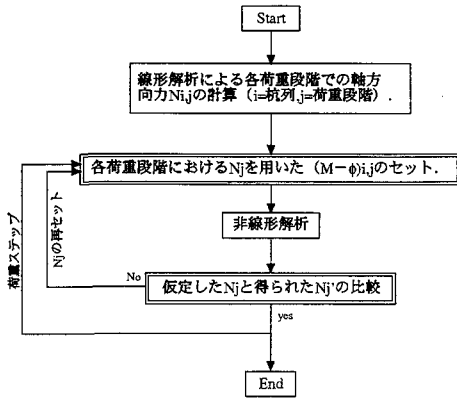 Start
線形解析による各荷重段階での軸方
向力Ni,jの計算（i=杭列,j=荷重段階）.
各荷重段階におけるNjを用いた（M－φ)i,jのセット.
荷重ステップ
Njの再セット
非線形解析
No
仮定したNjと得られたNj'の比較
yes
End